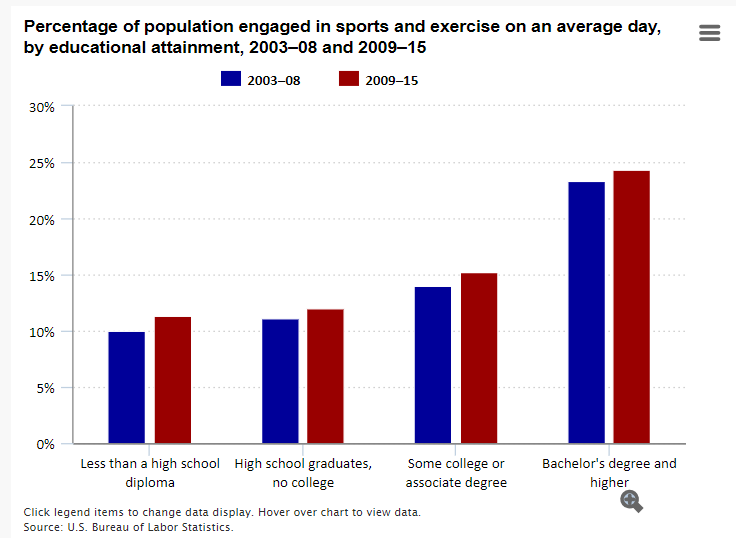 Percentage of population engaged in sports and exercise on an average day,
by educational attainment, 2003–08 and 2009–15
2003–08 2009–15
30%
25%
20%
15%
10%
5%
0%
Less than a high school High school graduates, Some college or Bachelor's degree and
diploma no college associate degree higher
Click legend items to change data display. Hover over chart to view data.
Source: U.S. Bureau of Labor Statistics.